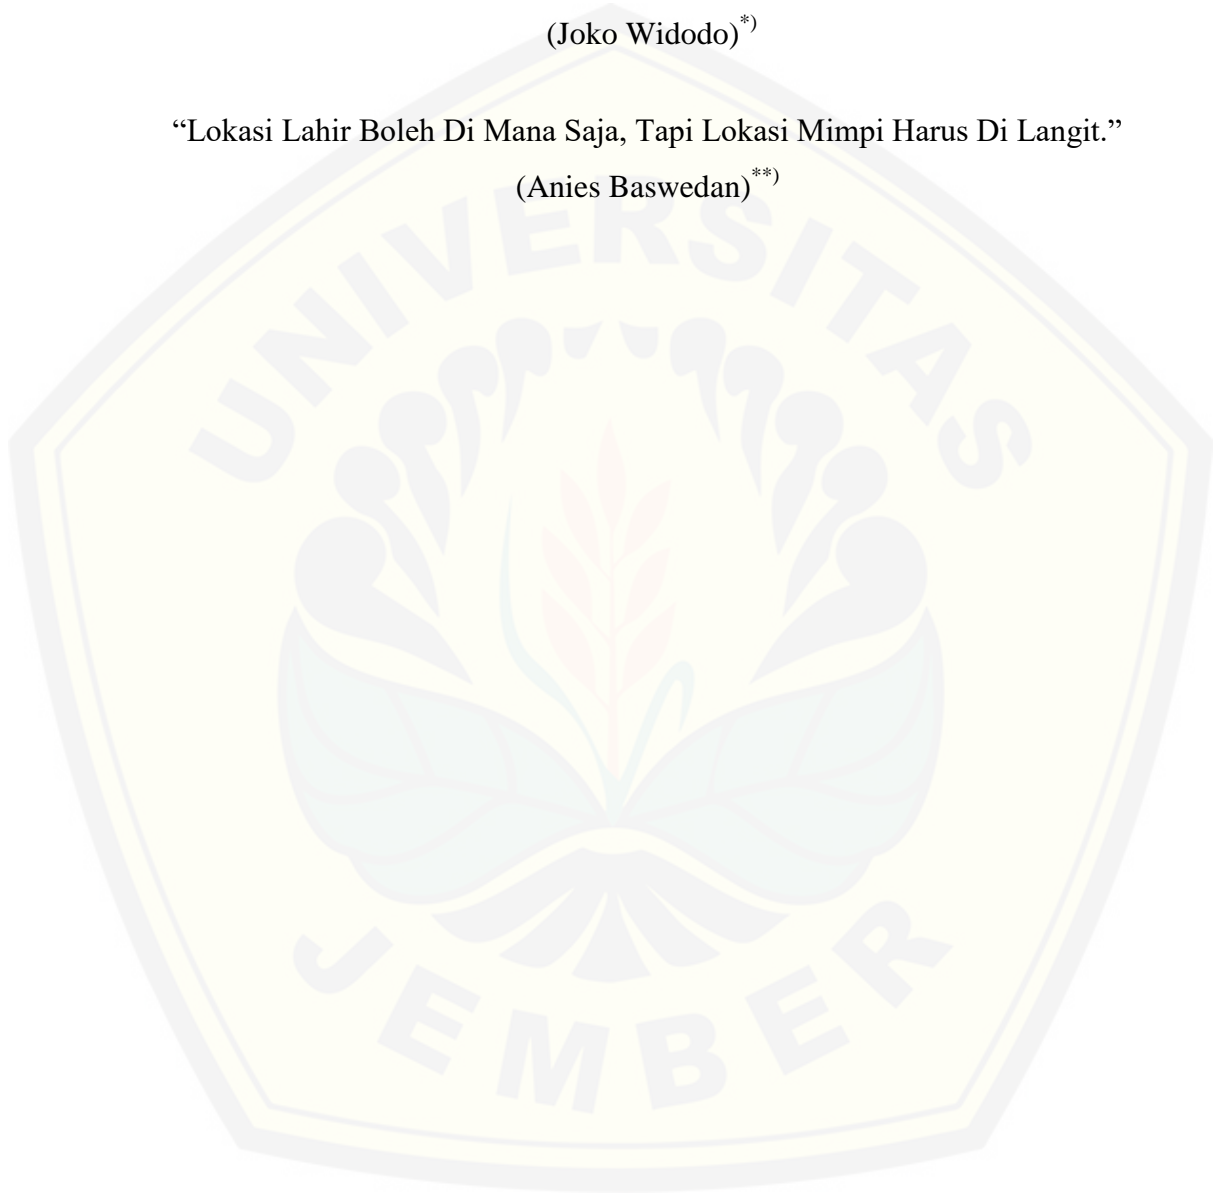 (Joko Widodo)*)
“Lokasi Lahir Boleh Di Mana Saja, Tapi Lokasi Mimpi Harus Di Langit.”
(Anies Baswedan)**)
UNIVERSITAS
JEMBER